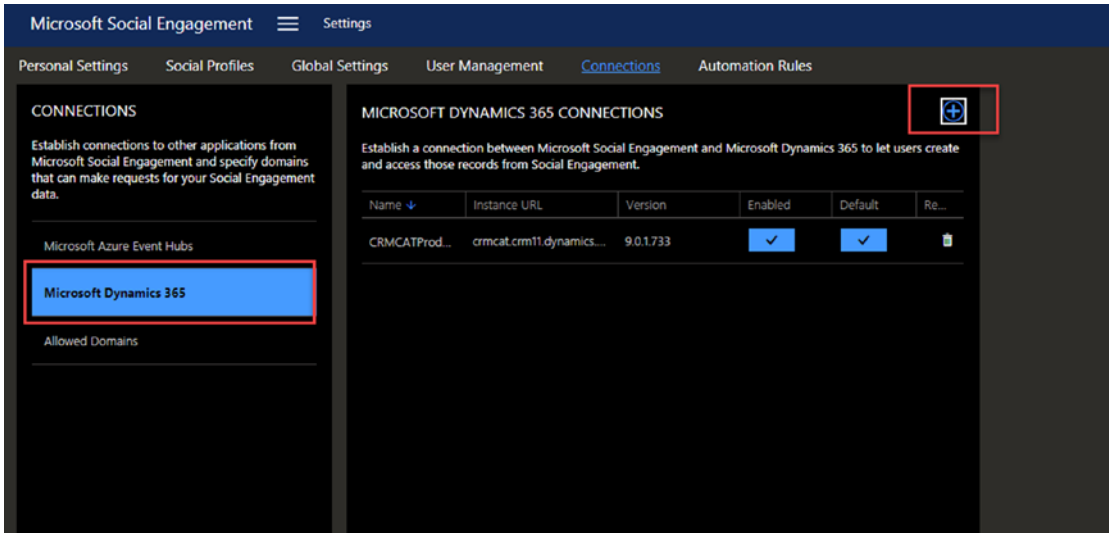 Microsoft Social Engagement Settings
Personal Settings Social Profiles Global Settings User Management Connections Automation Rules
CONNECTIONS
Establish connections to other applications from
Microsoft Social Engagement and specify domains
that can make requests for your Social Engagement
data.
Microsoft Azure Event Hubs
Microsoft Dynamics 365
Allowed Domains
MICROSOFT DYNAMICS 365 CONNECTIONS
Establish a connection between Microsoft Social Engagement and Microsoft Dynamics 365 to let users create
and access those records from Social Engagement.
Name Instance URL Version Enabled Default Re...
CRMCATProd... crmcat.crm11.dynamics.... 9.0.1.733